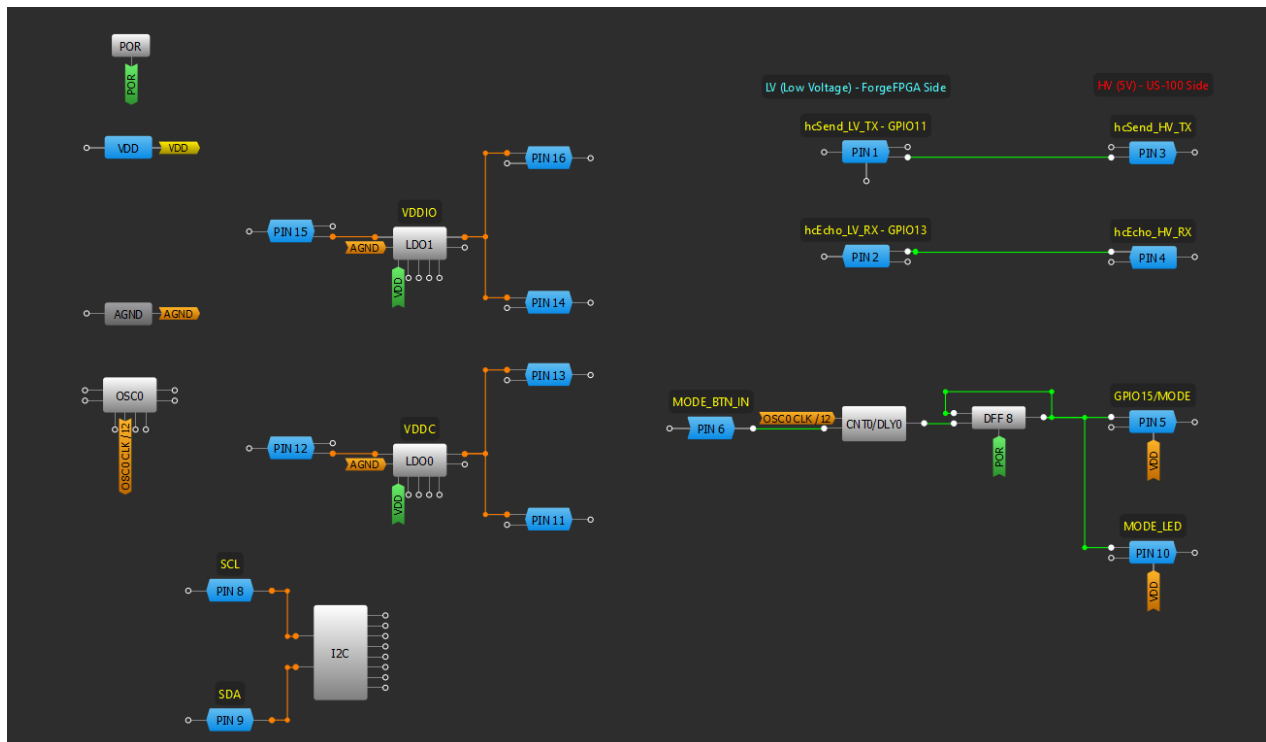 POR
POR
VDD
VDD
AGND
AGND
OSC0
OSC0 CLK /12
PIN 15
VDDIO
LDO1
AGND
VDD
PIN 16
PIN 14
PIN 12
VDDC
LDO0
AGND
VDD
PIN 13
PIN 11
SCL
PIN 8
I2C
SDA
PIN 9
LV (Low Voltage) - ForgeFPGA Side
HV (5V) - US-100 Side
hcSend_LV_TX - GPIO11
PIN 1
hcSend_HV_TX
PIN 3
hcEcho_LV_RX - GPIO13
PIN 2
hcEcho_HV_RX
PIN 4
MODE_BTN_IN
PIN 6
OSC0 CLK /12
CNT0/DLY0
DFF 8
POR
GPIO15/MODE
PIN 5
VDD
MODE_LED
PIN 10
VDD